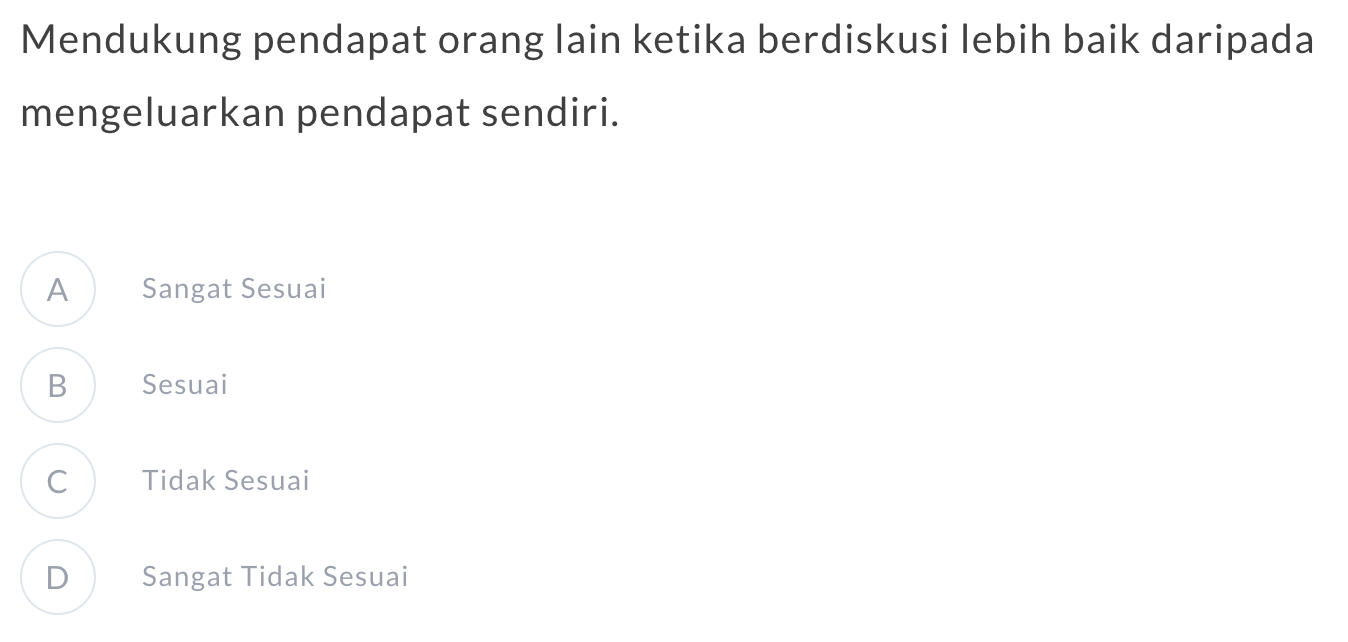 Mendukung pendapat orang lain ketika berdiskusi lebih baik daripada
mengeluarkan pendapat sendiri.
A Sangat Sesuai
B Sesuai
C Tidak Sesuai
D Sangat Tidak Sesuai